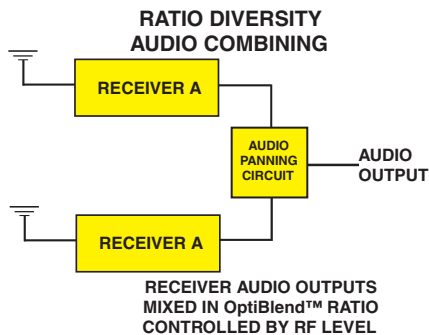 RATIO DIVERSITY
AUDIO COMBINING
RECEIVER A
AUDIO
PANNING
CIRCUIT
AUDIO
OUTPUT
RECEIVER A
RECEIVER AUDIO OUTPUTS
MIXED IN OptiBlend™ RATIO
CONTROLLED BY RF LEVEL